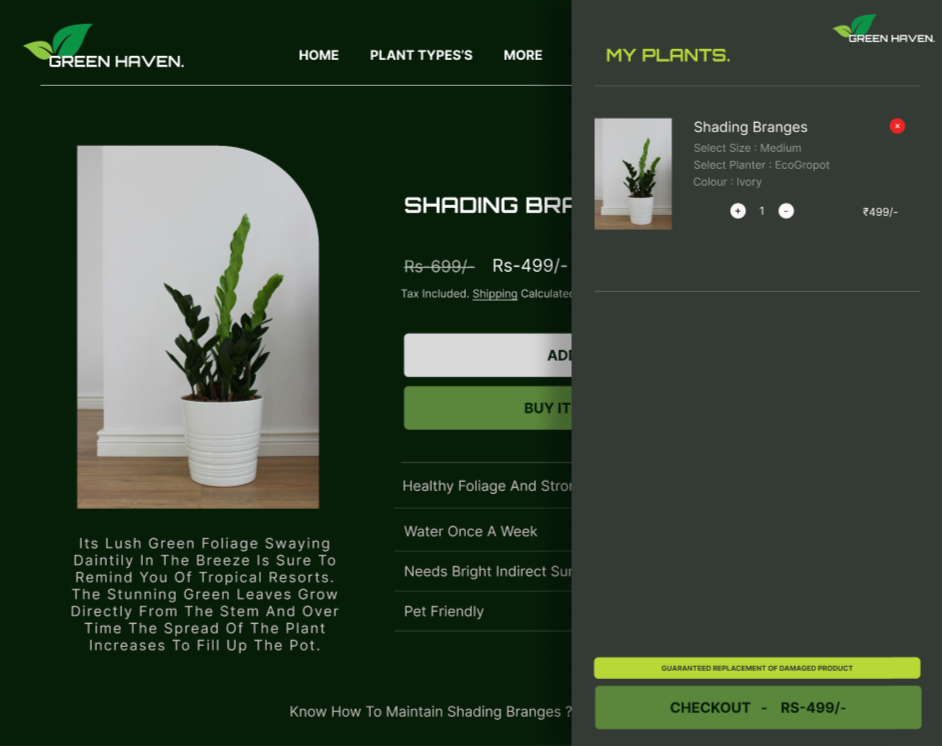 GREEN HAVEN.
HOME PLANT TYPES'S MORE
SHADING BRA
Rs-699/- Rs-499/-
Tax Included. Shipping Calculated
ADD
BUY IT
Healthy Foliage And Stron
Water Once A Week
Needs Bright Indirect Sun
Pet Friendly
Its Lush Green Foliage Swaying
Daintily In The Breeze Is Sure To
Remind You Of Tropical Resorts.
The Stunning Green Leaves Grow
Directly From The Stem And Over
Time The Spread Of The Plant
Increases To Fill Up The Pot.
Know How To Maintain Shading Branges ?
GREEN HAVEN.
MY PLANTS.
Shading Branges
×
Select Size : Medium
Select Planter : EcoGropot
Colour : Ivory
+ 1 - ₹499/-
GUARANTEED REPLACEMENT OF DAMAGED PRODUCT
CHECKOUT - RS-499/-